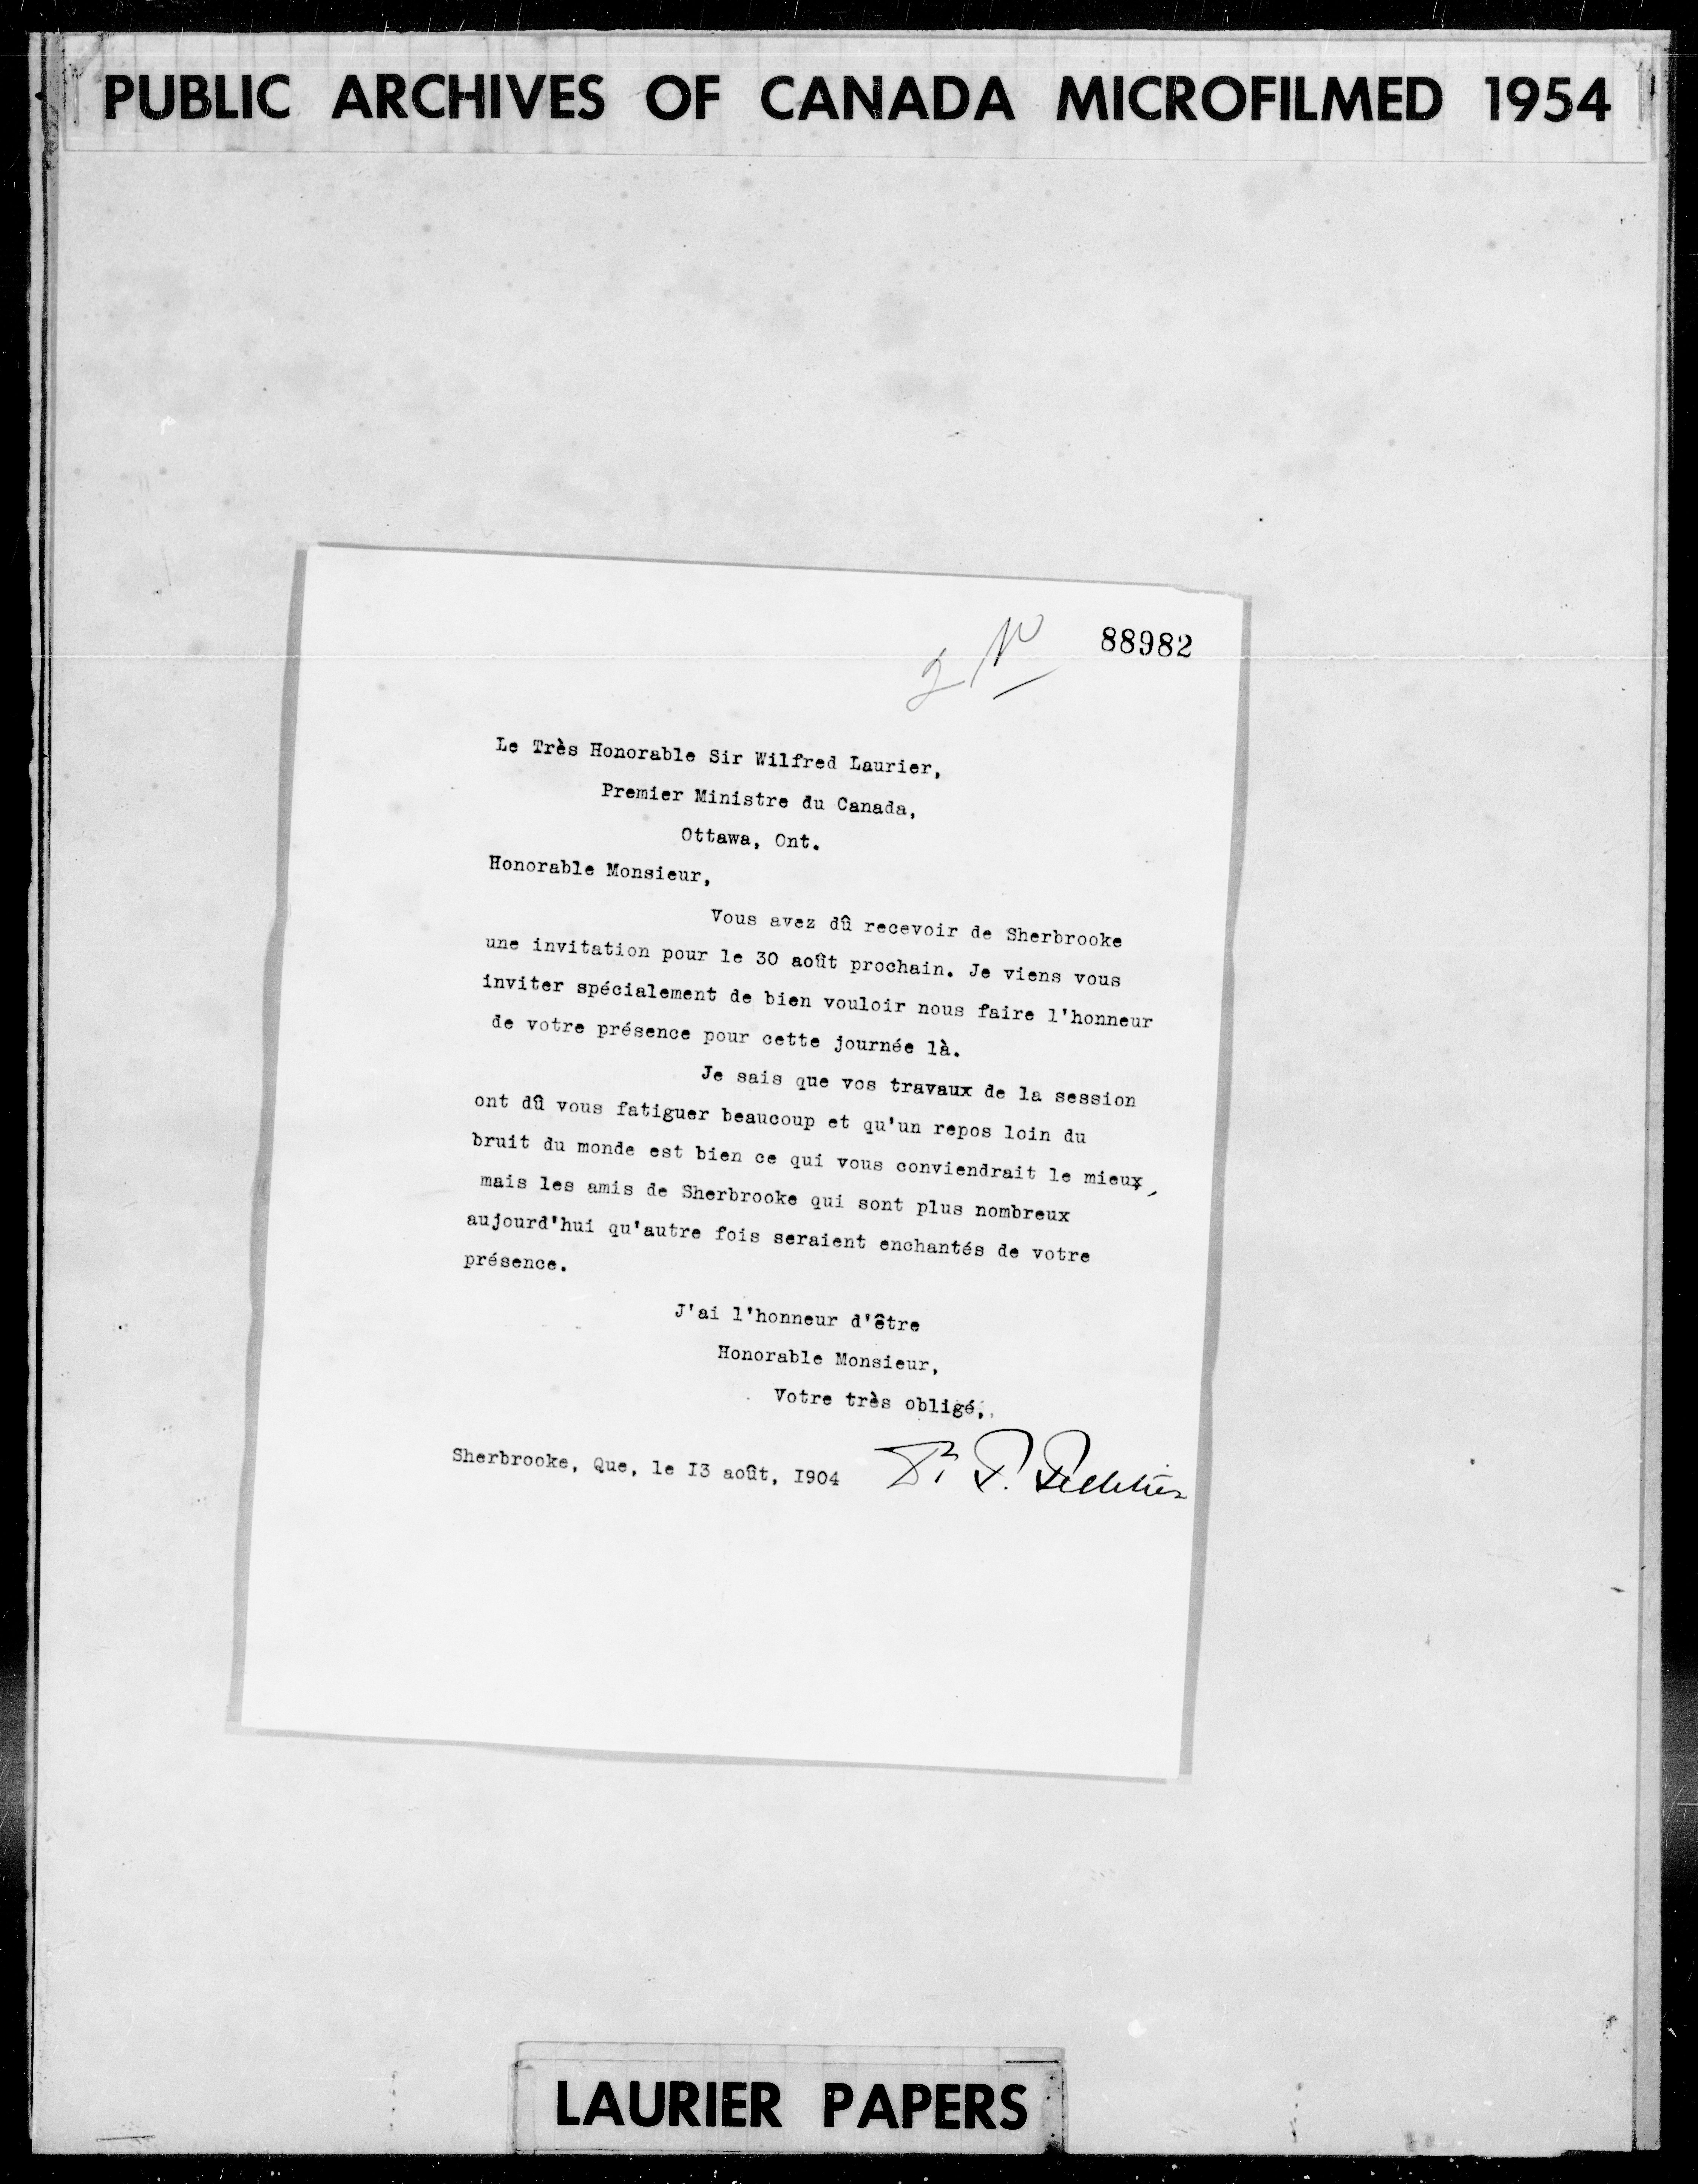 PUBLIC ARCHIVES OF CANADA MICROFILMED 1954
88982
Le Très Honorable Sir Wilfred Laurier,
Premier Ministre du Canada,
Ottawa, Ont.
Honorable Monsieur,
Vous avez dû recevoir de Sherbrooke
une invitation pour le 30 août prochain. Je viens vous
inviter spécialement de bien vouloir nous faire l'honneur
de votre présence pour cette journée là.
Je sais que vos travaux de la session
ont dû vous fatiguer beaucoup et qu'un repos loin du
bruit du monde est bien ce qui vous conviendrait le mieux,
mais les amis de Sherbrooke qui sont plus nombreux
aujourd'hui qu'autre fois seraient enchantés de votre
présence.
J'ai l'honneur d'être
Honorable Monsieur,
Votre très obligé,
Sherbrooke, Que, le I3 août, I904
LAURIER PAPERS